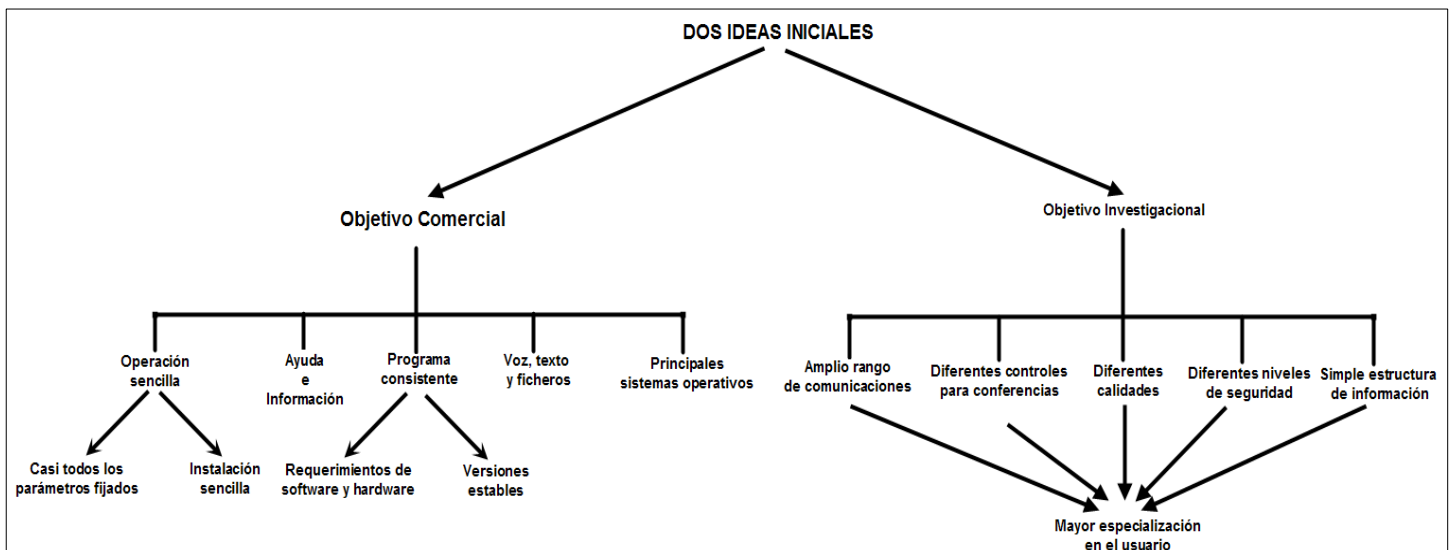 DOS IDEAS INICIALES
Objetivo Comercial
Objetivo Investigacional
Operación
sencilla
Ayuda
e
Información
Programa
consistente
Voz, texto
y ficheros
Principales
sistemas operativos
Amplio rango
de comunicaciones
Diferentes controles
para conferencias
Diferentes
calidades
Diferentes niveles
de seguridad
Simple estructura
de información
Casi todos los
parámetros fijados
Instalación
sencilla
Requerimientos de
software y hardware
Versiones
estables
Mayor especialización
en el usuario